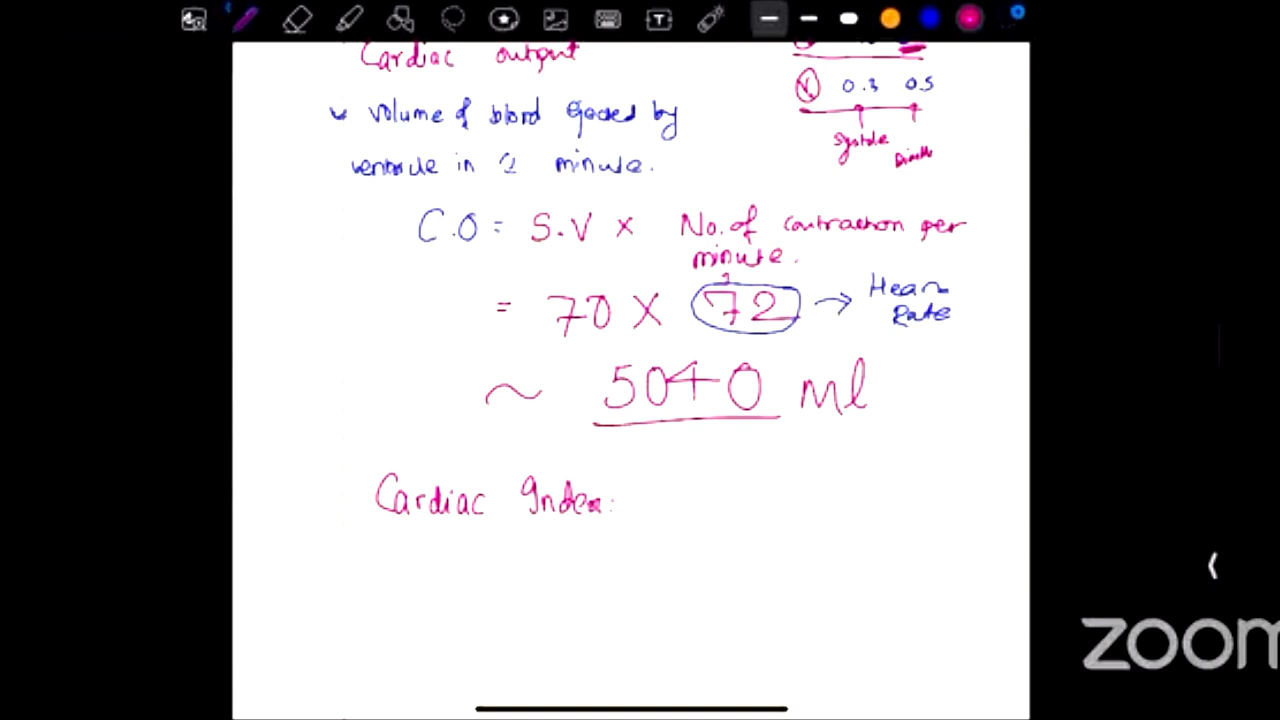 Cardiac output
volume of blood ejected by
ventricle in 1 minute.
V 0.3 0.5
Systole
C.O = S.V x No. of contraction per
minute.
= 70 X 72 → Heart
Rate
~ 5040 ml
Cardiac Index:
T
zoom